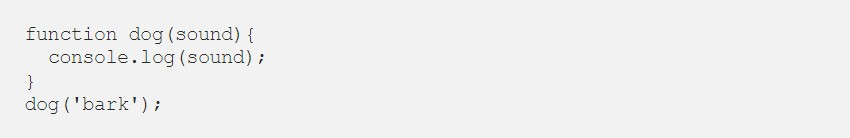 function dog(sound){
  console.log(sound);
}
dog('bark');